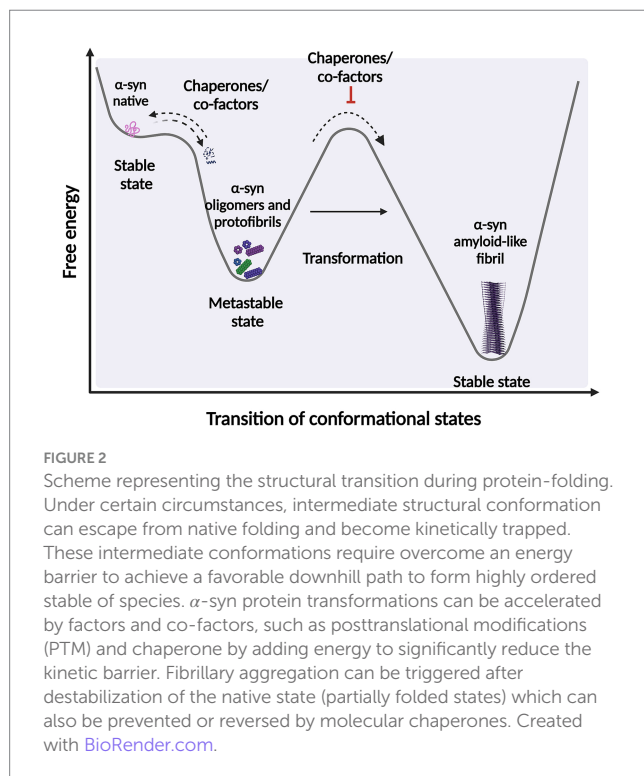 Chaperones/
co-factors
α-syn
native
Chaperones/
co-factors
Stable
state
α-syn
oligomers and
protofibrils
Transformation
α-syn
amyloid-like
fibril
Metastable
state
Stable state
Free energy
Transition of conformational states
FIGURE 2
Scheme representing the structural transition during protein-folding.
Under certain circumstances, intermediate structural conformation
can escape from native folding and become kinetically trapped.
These intermediate conformations require overcome an energy
barrier to achieve a favorable downhill path to form highly ordered
stable of species. α-syn protein transformations can be accelerated
by factors and co-factors, such as posttranslational modifications
(PTM) and chaperone by adding energy to significantly reduce the
kinetic barrier. Fibrillary aggregation can be triggered after
destabilization of the native state (partially folded states) which can
also be prevented or reversed by molecular chaperones. Created
with BioRender.com.